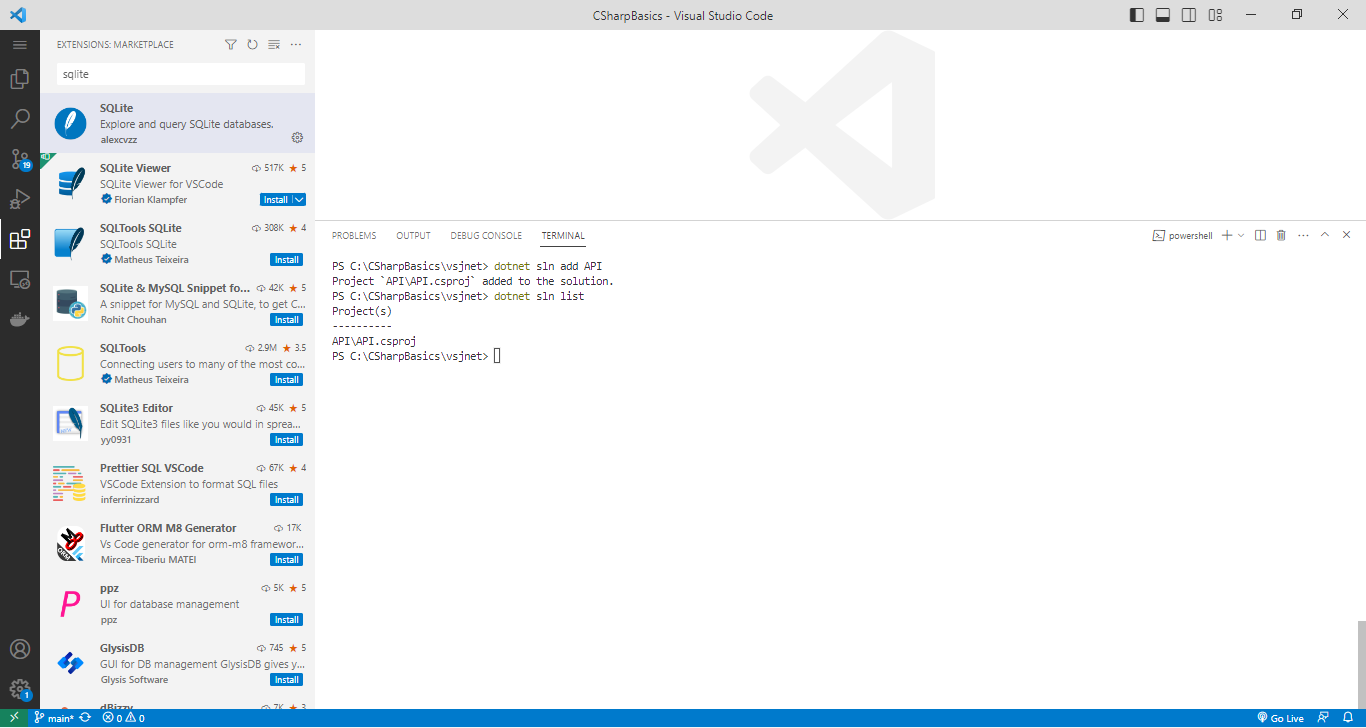 CSharpBasics - Visual Studio Code
EXTENSIONS: MARKETPLACE
sqlite
SQLite
Explore and query SQLite databases.
alexcvzz
SQLite Viewer 517K ★ 5
SQLite Viewer for VSCode
Florian Klampfer Install
SQLTools SQLite 308K ★ 4
SQLTools SQLite
Matheus Teixeira Install
SQLite & MySQL Snippet fo... 42K ★ 5
A snippet for MySQL and SQLite, to get C...
Rohit Chouhan Install
SQLTools 2.9M ★ 3.5
Connecting users to many of the most co...
Matheus Teixeira Install
SQLite3 Editor 45K ★ 5
Edit SQLite3 files like you would in sprea...
yy0931 Install
Prettier SQL VSCode 67K ★ 4
VSCode Extension to format SQL files
inferrinizzard Install
Flutter ORM M8 Generator 17K
Vs Code generator for orm-m8 framewor...
Mircea-Tiberiu MATEI Install
ORM
ppz 5K ★ 5
UI for database management
ppz Install
P
GlysisDB 745 ★ 5
GUI for DB management GlysisDB gives y...
Glysis Software Install
dBizzy 7K ★ 3
19
1
PROBLEMS OUTPUT DEBUG CONSOLE TERMINAL
powershell
PS C:\CSharpBasics\vsjnet> dotnet sln add API
Project `API\API.csproj` added to the solution.
PS C:\CSharpBasics\vsjnet> dotnet sln list
Project(s)
----------
API\API.csproj
PS C:\CSharpBasics\vsjnet>
main* 0 0 Go Live